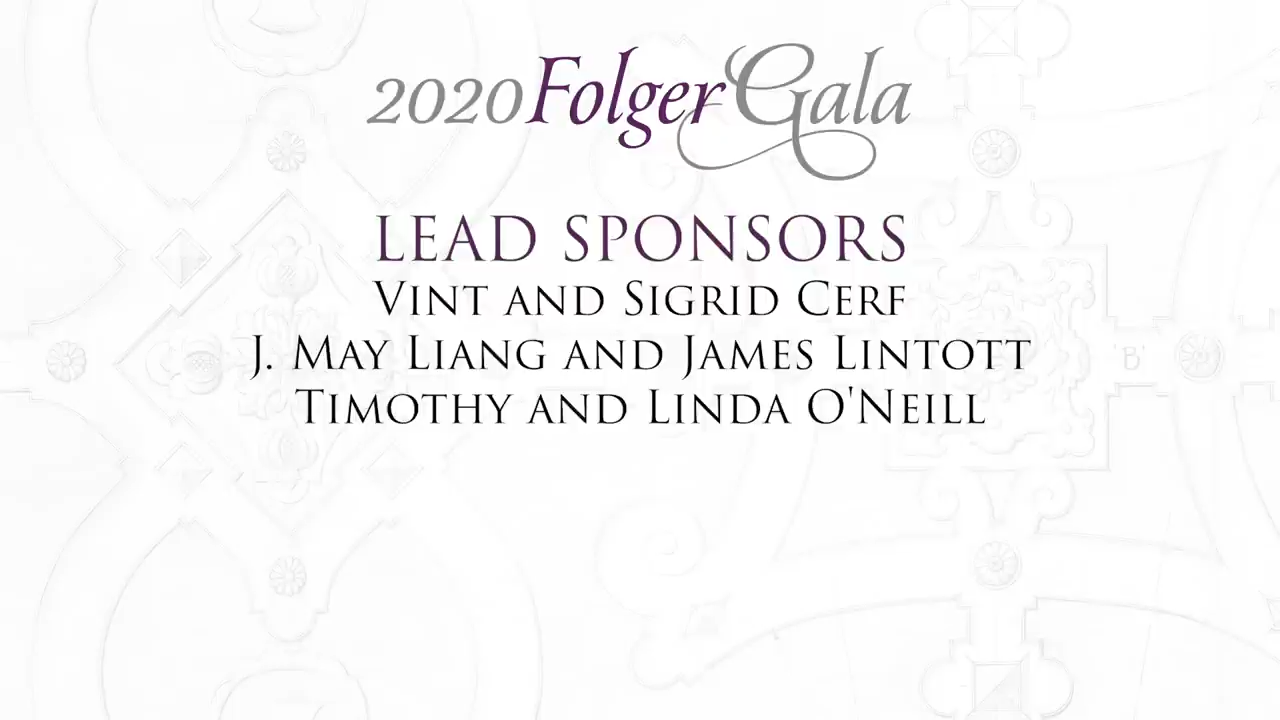 2020 Folger Gala
LEAD SPONSORS
VINT AND SIGRID CERF
J. MAY LIANG AND JAMES LINTOTT
TIMOTHY AND LINDA O'NEILL
'B'